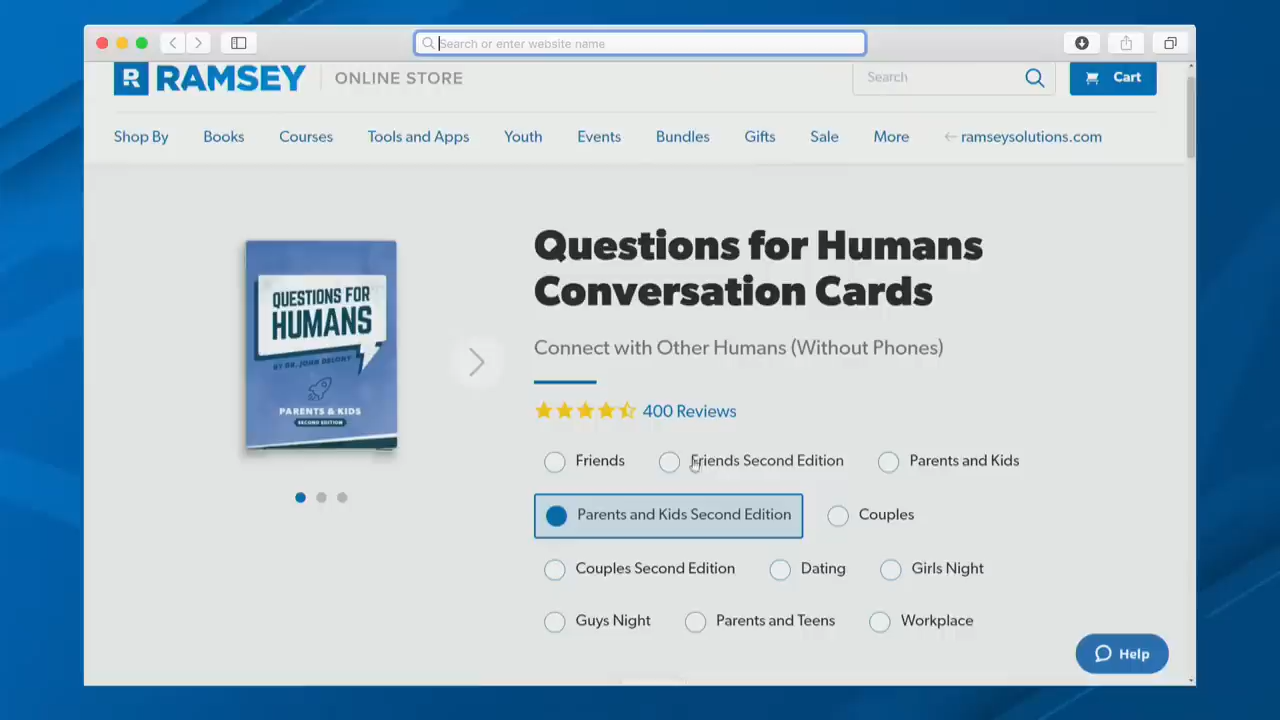 Search or enter website name
RAMSEY ONLINE STORE
Search
Cart
Shop By Books Courses Tools and Apps Youth Events Bundles Gifts Sale More ramseysolutions.com
QUESTIONS FOR
HUMANS
BY DR. JOHN DELONY
PARENTS & KIDS
SECOND EDITION
Questions for Humans
Conversation Cards
Connect with Other Humans (Without Phones)
400 Reviews
Friends Friends Second Edition Parents and Kids
Parents and Kids Second Edition Couples
Couples Second Edition Dating Girls Night
Guys Night Parents and Teens Workplace
Help